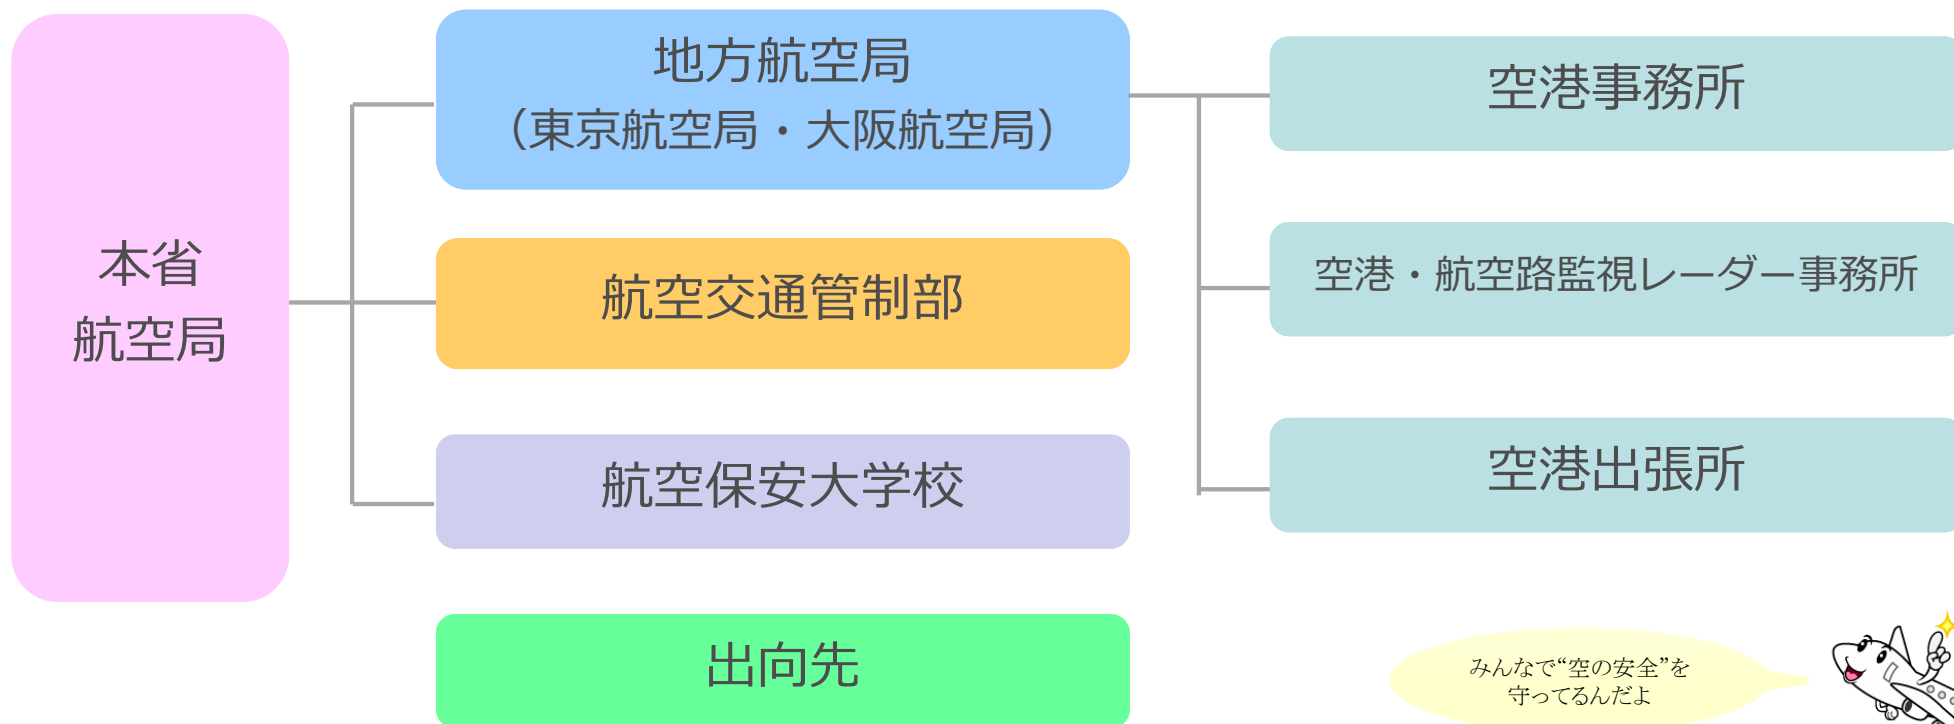 本省
航空局
地方航空局
（東京航空局・大阪航空局）
航空交通管制部
航空保安大学校
出向先
空港事務所
空港・航空路監視レーダー事務所
空港出張所
みんなで“空の安全”を
守ってるんだよ